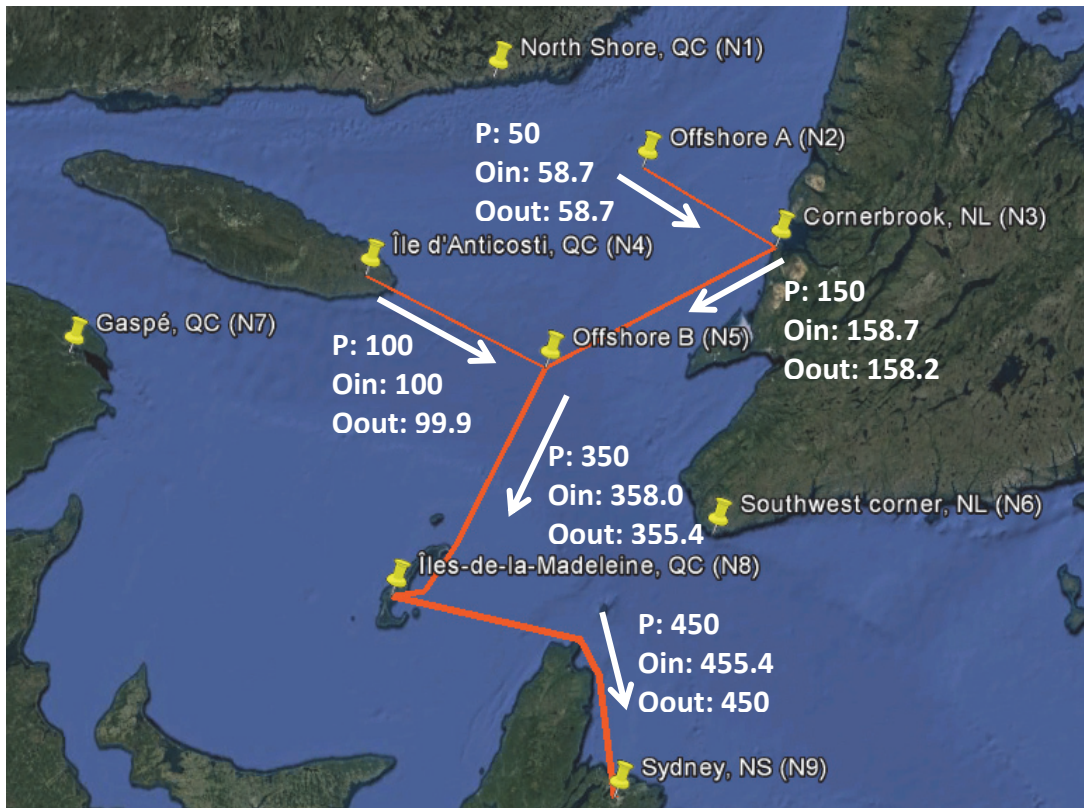 North Shore, QC (N1)
P: 50
Oin: 58.7
Oout: 58.7
Offshore A (N2)
Cornerbrook, NL (N3)
Île d'Anticosti, QC (N4)
P: 150
Oin: 158.7
Oout: 158.2
Gaspé, QC (N7)
P: 100
Oin: 100
Oout: 99.9
Offshore B (N5)
P: 350
Oin: 358.0
Oout: 355.4
Southwest corner, NL (N6)
Îles-de-la-Madeleine, QC (N8)
P: 450
Oin: 455.4
Oout: 450
Sydney, NS (N9)